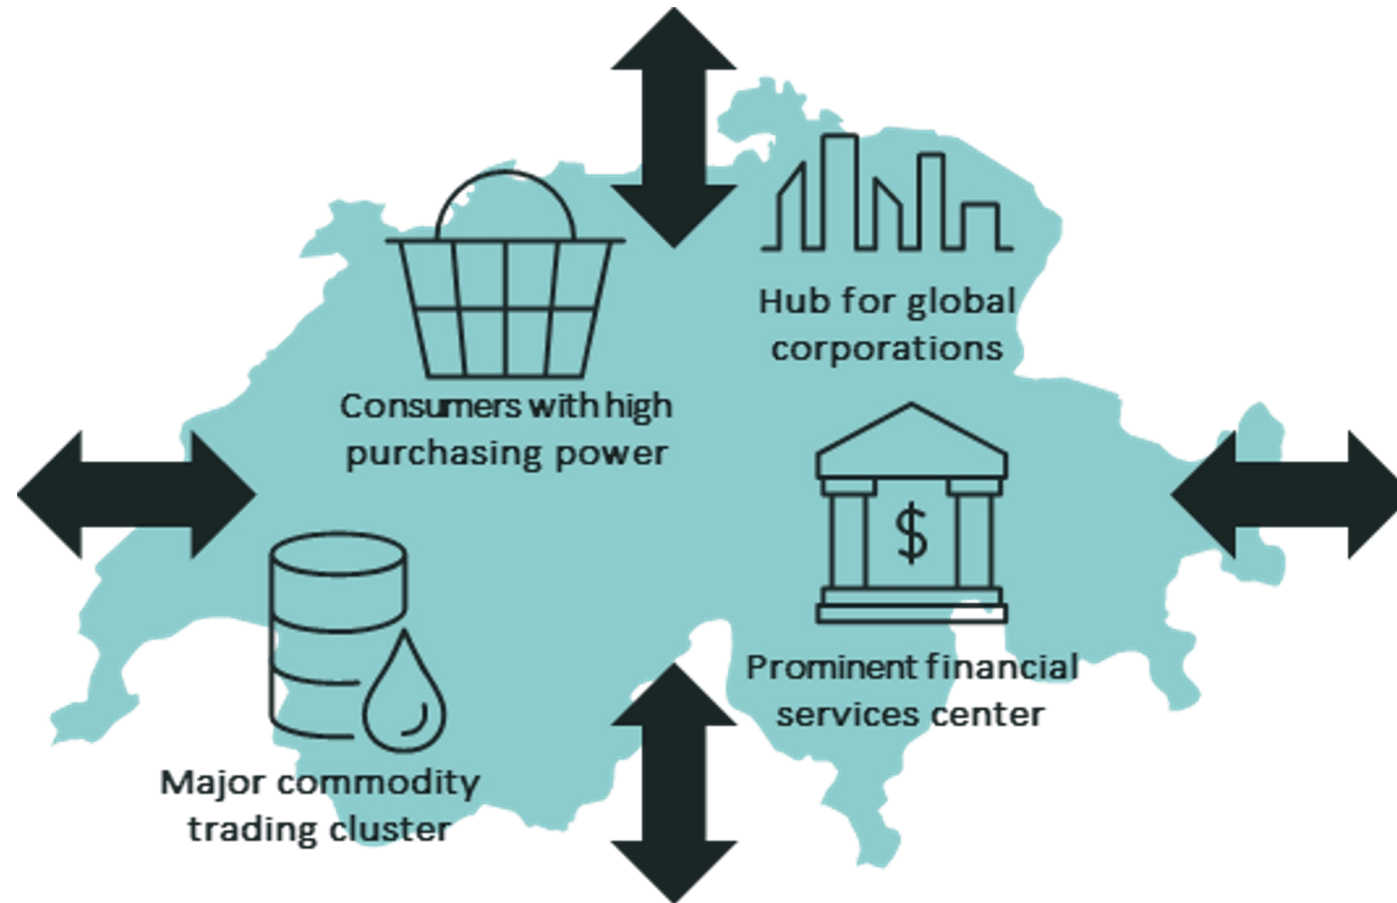 Hub for global
corporations
Consumers with high
purchasing power
$
Prominent financial
services center
Major commodity
trading cluster